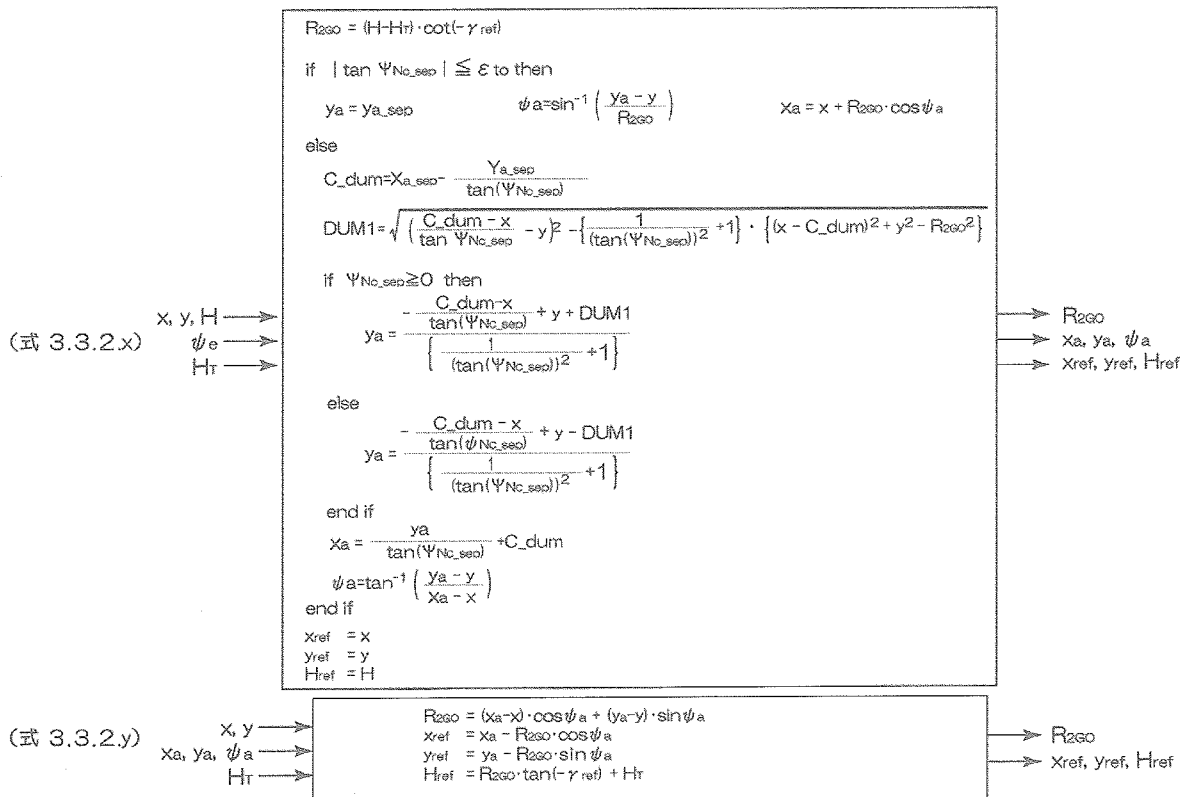 R2GO = (H-HT)·cot(-γref)
if | tan ΨNc_sep | ≦ ε to then
ya = ya_sep ψa=sin⁻¹ ( (ya - y) / R2GO ) xa = x + R2GO·cosψa
else
C_dum=Xa_sep- Ya_sep / tan(ΨNc_sep)
DUM1=√ ( (C_dum - x) / tan ΨNc_sep - y)² -{ 1 / (tan(ΨNc_sep))² +1} · {(x - C_dum)² + y² - R2GO²}
if ΨNc_sep≧0 then
ya = - (C_dum-x) / tan(ΨNc_sep) + y + DUM1 / { 1 / (tan(ΨNc_sep))² +1}
else
ya = - (C_dum - x) / tan(ψNc_sep) + y - DUM1 / { 1 / (tan(ΨNc_sep))² +1}
end if
xa = ya / tan(ΨNc_sep) +C_dum
ψa=tan⁻¹ ( (ya - y) / (xa - x) )
end if
xref = x
yref = y
Href = H
(式 3.3.2.x)
x, y, H
ψe
HT
R2GO
xa, ya, ψa
xref, yref, Href
(式 3.3.2.y)
x, y
xa, ya, ψa
HT
R2GO = (xa-x)·cosψa + (ya-y)·sinψa
xref = xa - R2GO·cosψa
yref = ya - R2GO·sinψa
Href = R2GO·tan(-γref) + HT
R2GO
xref, yref, Href